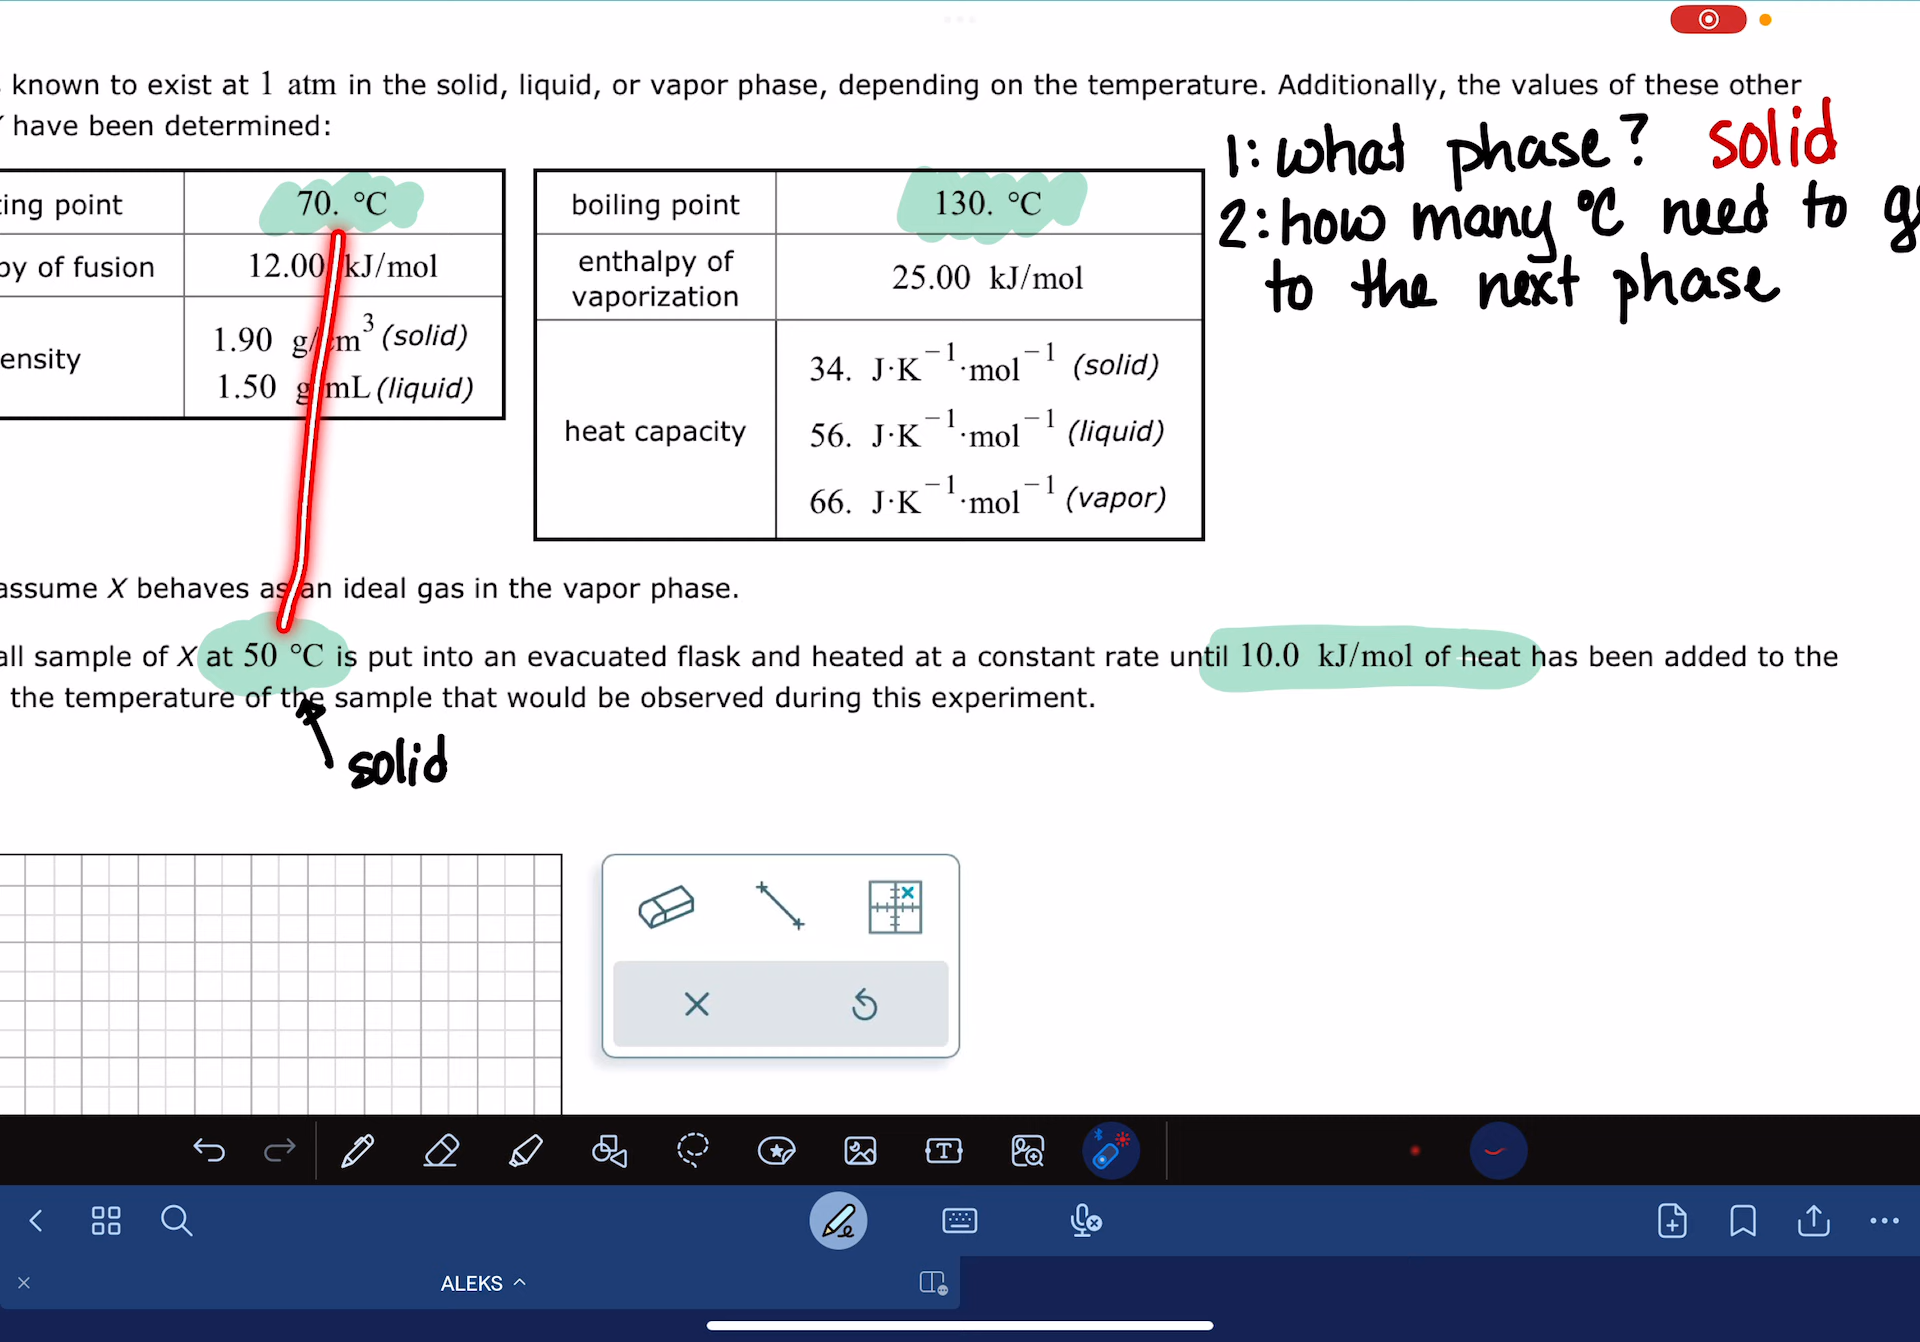 known to exist at 1 atm in the solid, liquid, or vapor phase, depending on the temperature. Additionally, the values of these other
have been determined:
1: what phase? solid
2: how many °C need to
to the next phase
ing point 70. °C
y of fusion 12.00 kJ/mol
ensity 1.90 g/cm³ (solid)
1.50 g/mL (liquid)
boiling point 130. °C
enthalpy of vaporization 25.00 kJ/mol
heat capacity 34. J·K⁻¹·mol⁻¹ (solid)
56. J·K⁻¹·mol⁻¹ (liquid)
66. J·K⁻¹·mol⁻¹ (vapor)
assume X behaves as an ideal gas in the vapor phase.
all sample of X at 50 °C is put into an evacuated flask and heated at a constant rate until 10.0 kJ/mol of heat has been added to the
the temperature of the sample that would be observed during this experiment.
solid
ALEKS